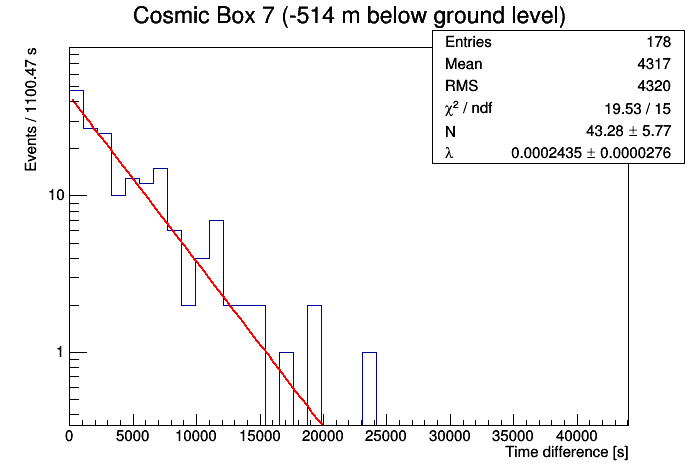 Cosmic Box 7 (-514 m below ground level)
Entries 178
Mean 4317
RMS 4320
χ² / ndf 19.53 / 15
N 43.28 ± 5.77
λ 0.0002435 ± 0.0000276
Events / 1100.47 s
10
1
0 5000 10000 15000 20000 25000 30000 35000 40000
Time difference [s]